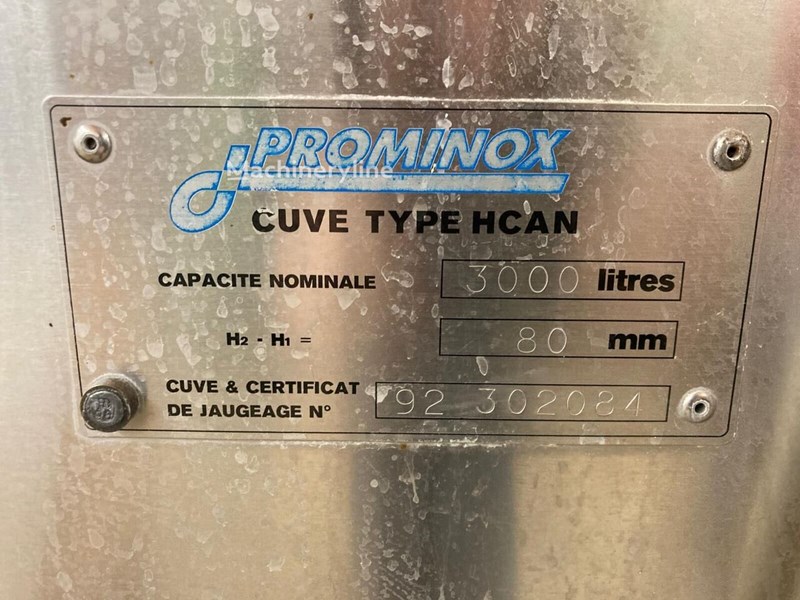 PROMINOX
Machineryline
CUVE TYPE HCAN
CAPACITE NOMINALE 3000 litres
H2 - H1 = 80 mm
CUVE & CERTIFICAT
DE JAUGEAGE N° 92 302084